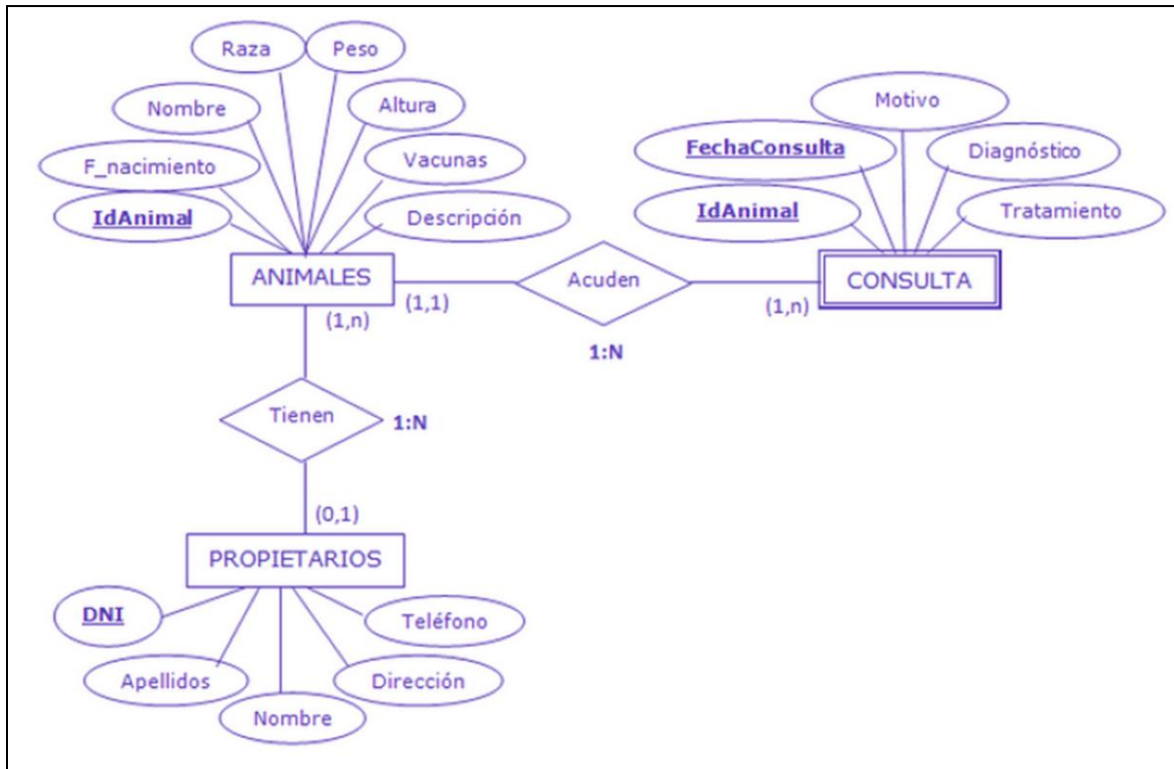 Raza
Peso
Nombre
Altura
F_nacimiento
Vacunas
IdAnimal
Descripción
ANIMALES
(1,1)
(1,n)
Acuden
1:N
(1,n)
Motivo
FechaConsulta
Diagnóstico
IdAnimal
Tratamiento
CONSULTA
Tienen
1:N
(0,1)
PROPIETARIOS
DNI
Teléfono
Apellidos
Dirección
Nombre